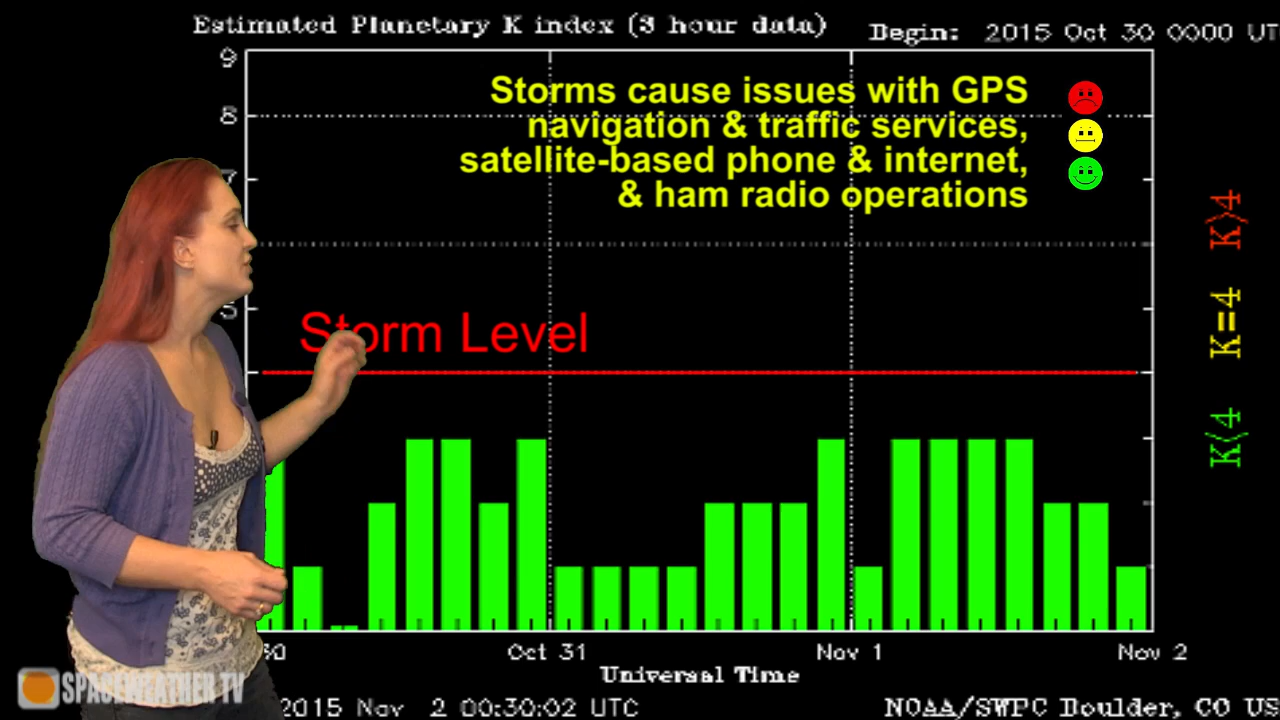 Estimated Planetary K index (3 hour data)
Begin: 2015 Oct 30 0000
9
8
7
5
Storms cause issues with GPS
navigation & traffic services,
satellite-based phone & internet,
& ham radio operations
Storm Level
K<4 K=4 K>4
Oct 31
Nov 1
Nov 2
Universal Time
SPACEWEATHER TV
2015 Nov 2 00:30:02 UTC
NOAA/SWPC Boulder, CO US